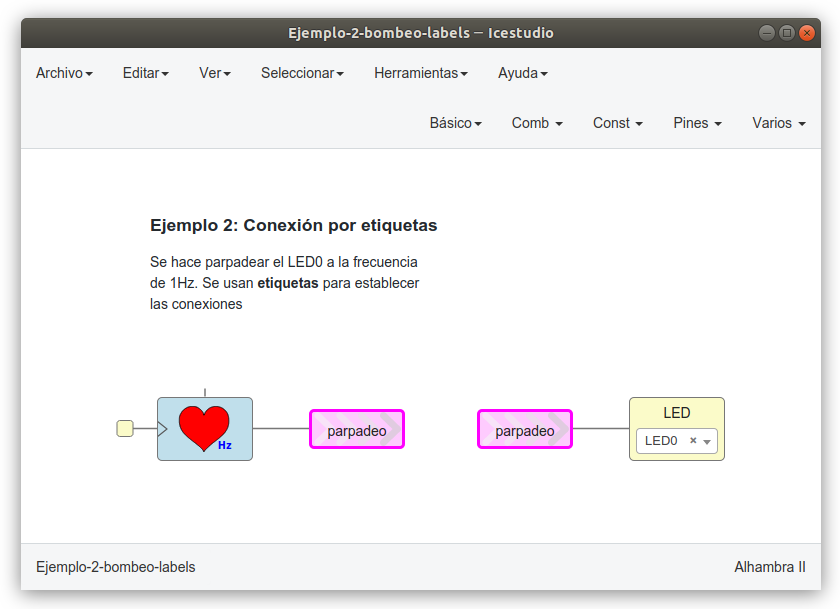 Ejemplo-2-bombeo-labels — Icestudio
Archivo Editar Ver Seleccionar Herramientas Ayuda
Básico Comb Const Pines Varios
Ejemplo 2: Conexión por etiquetas
Se hace parpadear el LED0 a la frecuencia
de 1Hz. Se usan etiquetas para establecer
las conexiones
Hz
parpadeo
parpadeo
LED
LED0
Ejemplo-2-bombeo-labels
Alhambra II